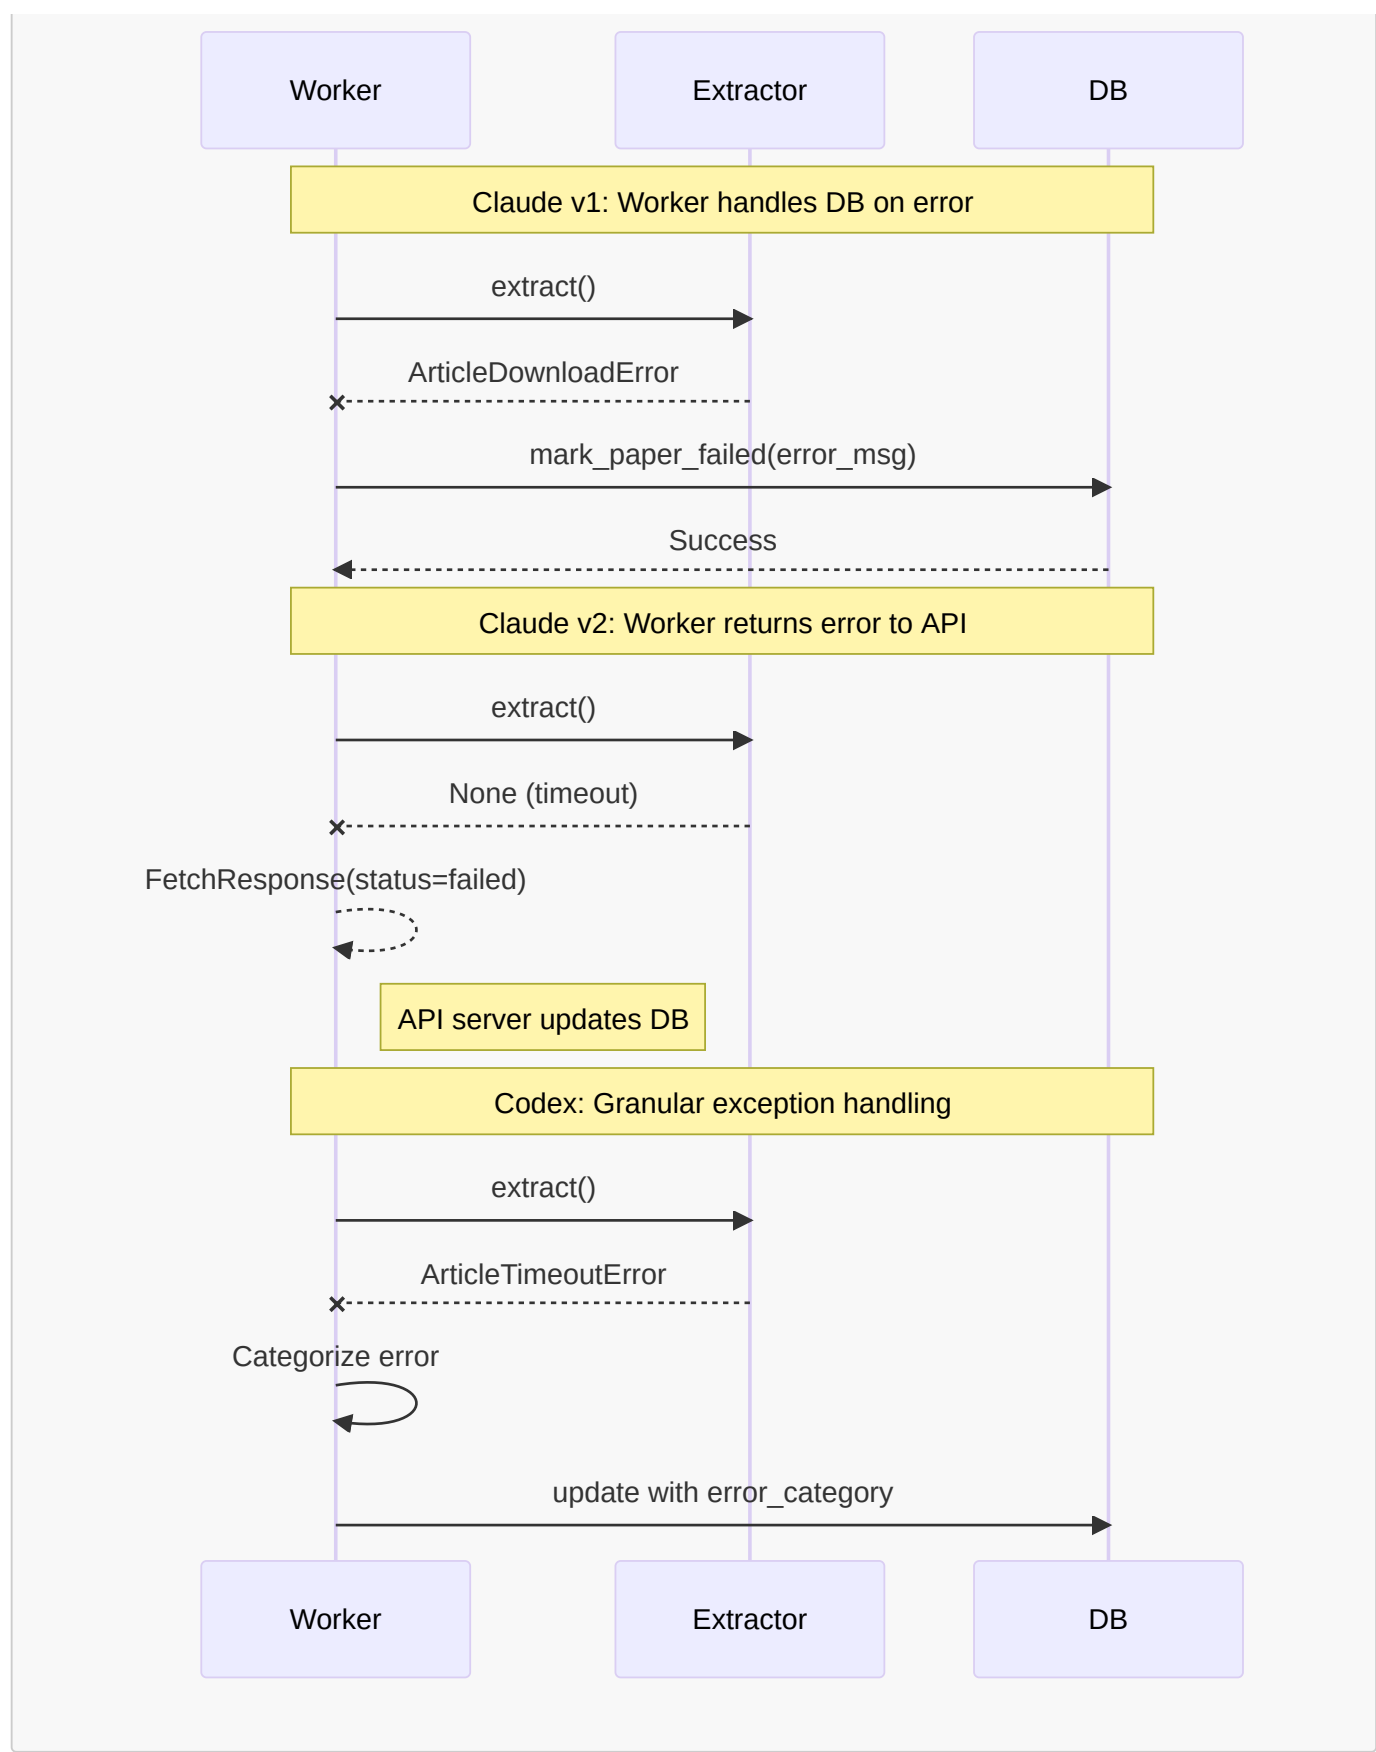 Worker
Extractor
DB
Claude v1: Worker handles DB on error
extract()
ArticleDownloadError
mark_paper_failed(error_msg)
Success
Claude v2: Worker returns error to API
extract()
None (timeout)
FetchResponse(status=failed)
API server updates DB
Codex: Granular exception handling
extract()
ArticleTimeoutError
Categorize error
update with error_category
Worker
Extractor
DB